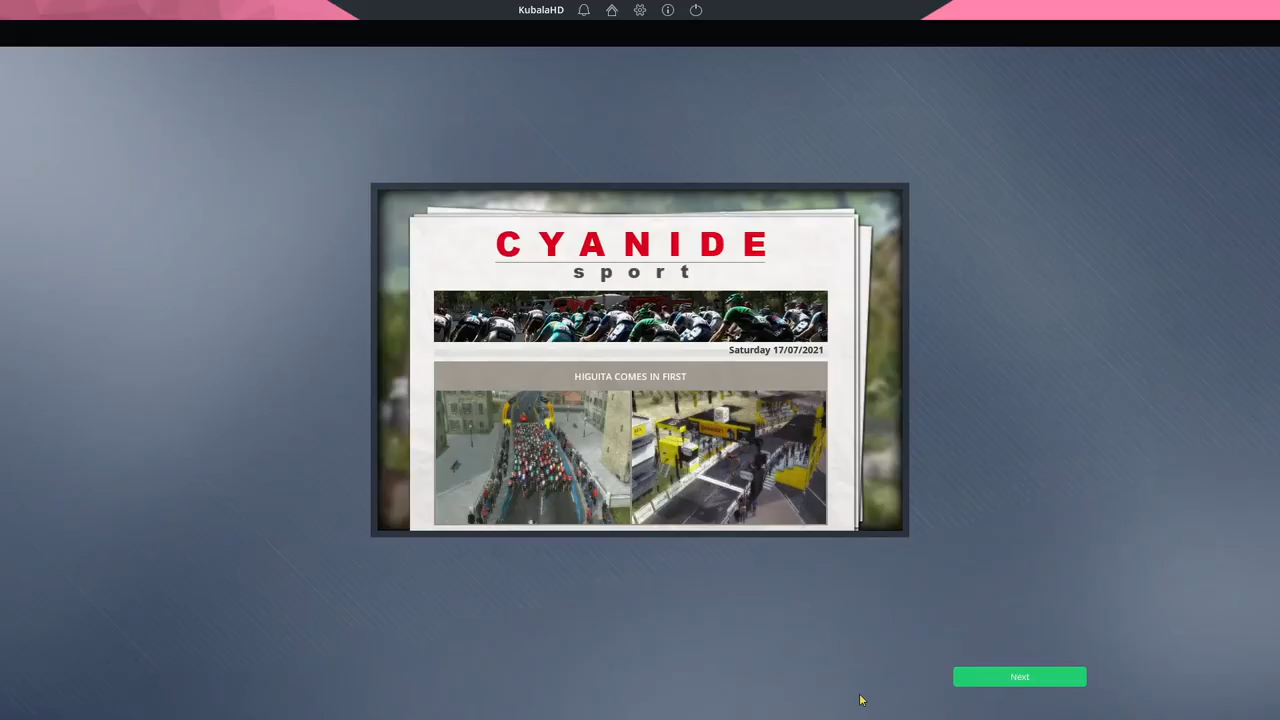 KubalaHD
CYANIDE
sport
Saturday 17/07/2021
HIGUITA COMES IN FIRST
Next